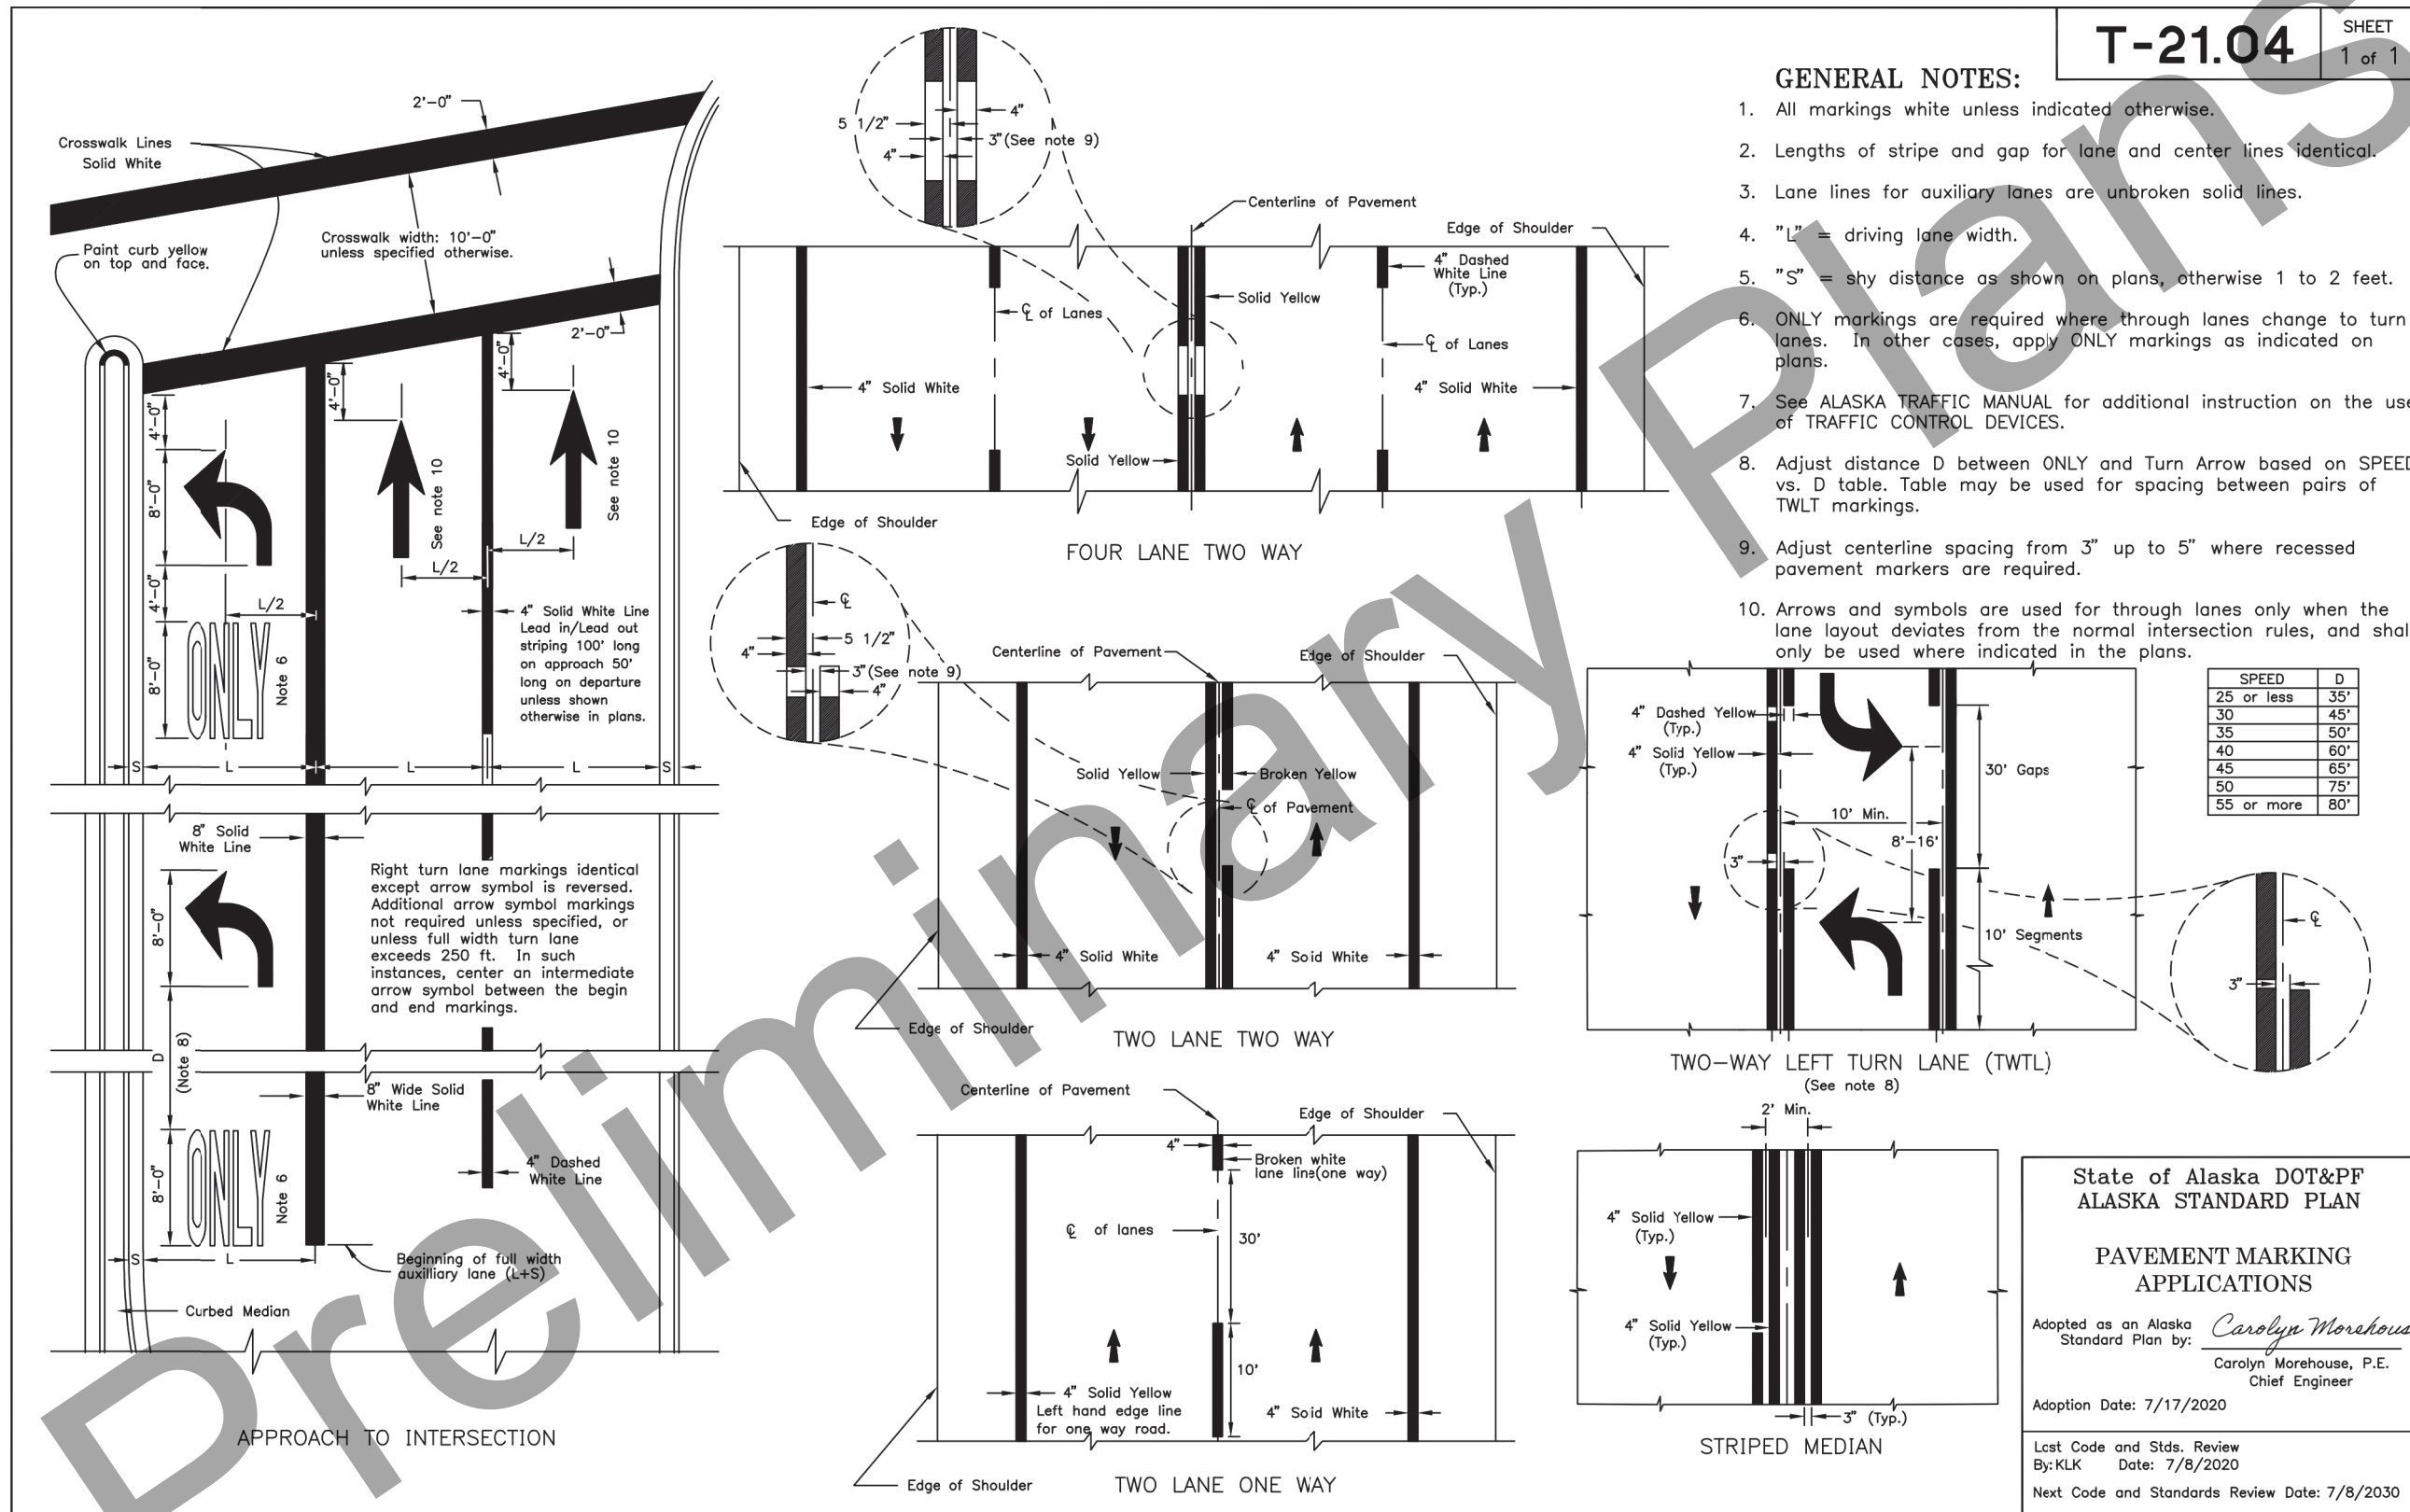 T-21.04
SHEET
1 of 1
GENERAL NOTES:
1. All markings white unless indicated otherwise.
2. Lengths of stripe and gap for lane and center lines identical.
3. Lane lines for auxiliary lanes are unbroken solid lines.
4. "L" = driving lane width.
5. "S" = shy distance as shown on plans, otherwise 1 to 2 feet.
6. ONLY markings are required where through lanes change to turn
lanes. In other cases, apply ONLY markings as indicated on
plans.
7. See ALASKA TRAFFIC MANUAL for additional instruction on the use
of TRAFFIC CONTROL DEVICES.
8. Adjust distance D between ONLY and Turn Arrow based on SPEED
vs. D table. Table may be used for spacing between pairs of
TWLT markings.
9. Adjust centerline spacing from 3" up to 5" where recessed
pavement markers are required.
10. Arrows and symbols are used for through lanes only when the
lane layout deviates from the normal intersection rules, and shal
only be used where indicated in the plans.
SPEED D
25 or less 35'
30 45'
35 50'
40 60'
45 65'
50 75'
55 or more 80'
2'-0"
Crosswalk Lines
Solid White
Paint curb yellow
on top and face.
Crosswalk width: 10'-0"
unless specified otherwise.
2'-0"
4'-0"
4'-0"
4'-0"
8'-0"
See note 10
See note 10
L/2
L/2
L/2
4'-0"
8'-0"
ONLY
Note 6
4" Solid White Line
Lead in/Lead out
striping 100' long
on approach 50'
long on departure
unless shown
otherwise in plans.
S L L L S
8" Solid
White Line
8'-0"
Right turn lane markings identical
except arrow symbol is reversed.
Additional arrow symbol markings
not required unless specified, or
unless full width turn lane
exceeds 250 ft. In such
instances, center an intermediate
arrow symbol between the begin
and end markings.
D
(Note 8)
8" Wide Solid
White Line
8'-0"
ONLY
Note 6
4" Dashed
White Line
S L
Beginning of full width
auxilliary lane (L+S)
Curbed Median
APPROACH TO INTERSECTION
4"
5 1/2"
3"(See note 9)
4"
Centerline of Pavement
Edge of Shoulder
4" Dashed
White Line
(Typ.)
Solid Yellow
℄ of Lanes
℄ of Lanes
4" Solid White
4" Solid White
Solid Yellow
Edge of Shoulder
FOUR LANE TWO WAY
℄
5 1/2"
4"
3"(See note 9)
4"
Centerline of Pavement
Edge of Shoulder
Solid Yellow
Broken Yellow
℄ of Pavement
4" Solid White
4" Solid White
Edge of Shoulder
TWO LANE TWO WAY
Centerline of Pavement
Edge of Shoulder
4"
Broken white
lane line(one way)
℄ of lanes
30'
10'
4" Solid Yellow
Left hand edge line
for one way road.
4" Solid White
Edge of Shoulder
TWO LANE ONE WAY
4" Dashed Yellow
(Typ.)
4" Solid Yellow
(Typ.)
30' Gaps
10' Min.
8'-16'
3"
10' Segments
℄
3"
TWO-WAY LEFT TURN LANE (TWTL)
(See note 8)
2' Min.
4" Solid Yellow
(Typ.)
4" Solid Yellow
(Typ.)
3" (Typ.)
STRIPED MEDIAN
State of Alaska DOT&PF
ALASKA STANDARD PLAN
PAVEMENT MARKING
APPLICATIONS
Adopted as an Alaska
Standard Plan by:
Carolyn Morehous
Carolyn Morehouse, P.E.
Chief Engineer
Adoption Date: 7/17/2020
Last Code and Stds. Review
By: KLK Date: 7/8/2020
Next Code and Standards Review Date: 7/8/2030
Preliminary Plans